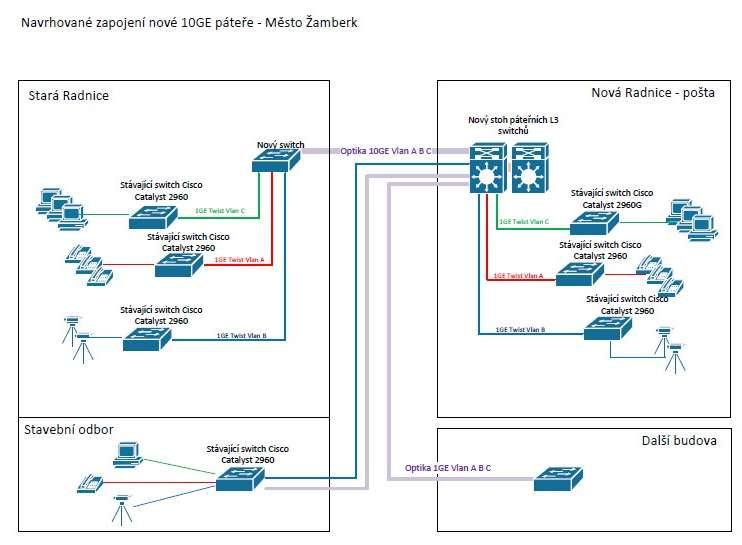 Navrhované zapojení nové 10GE páteře - Město Žamberk
Stará Radnice
Nový switch
Stávající switch Cisco
Catalyst 2960
1GE Twist Vlan C
Stávající switch Cisco
Catalyst 2960
1GE Twist Vlan A
Stávající switch Cisco
Catalyst 2960
1GE Twist Vlan B
Optika 10GE Vlan A B C
Nová Radnice - pošta
Nový stoh páteřních L3
switchů
Stávající switch Cisco
Catalyst 2960G
1GE Twist Vlan C
Stávající switch Cisco
Catalyst 2960
1GE Twist Vlan A
Stávající switch Cisco
Catalyst 2960
1GE Twist Vlan B
Stavební odbor
Stávající switch Cisco
Catalyst 2960
Další budova
Optika 1GE Vlan A B C